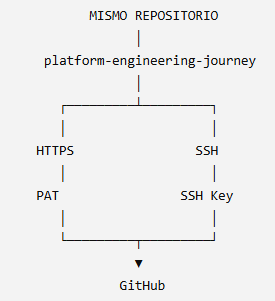 MISMO REPOSITORIO
platform-engineering-journey
HTTPS SSH
PAT SSH Key
GitHub